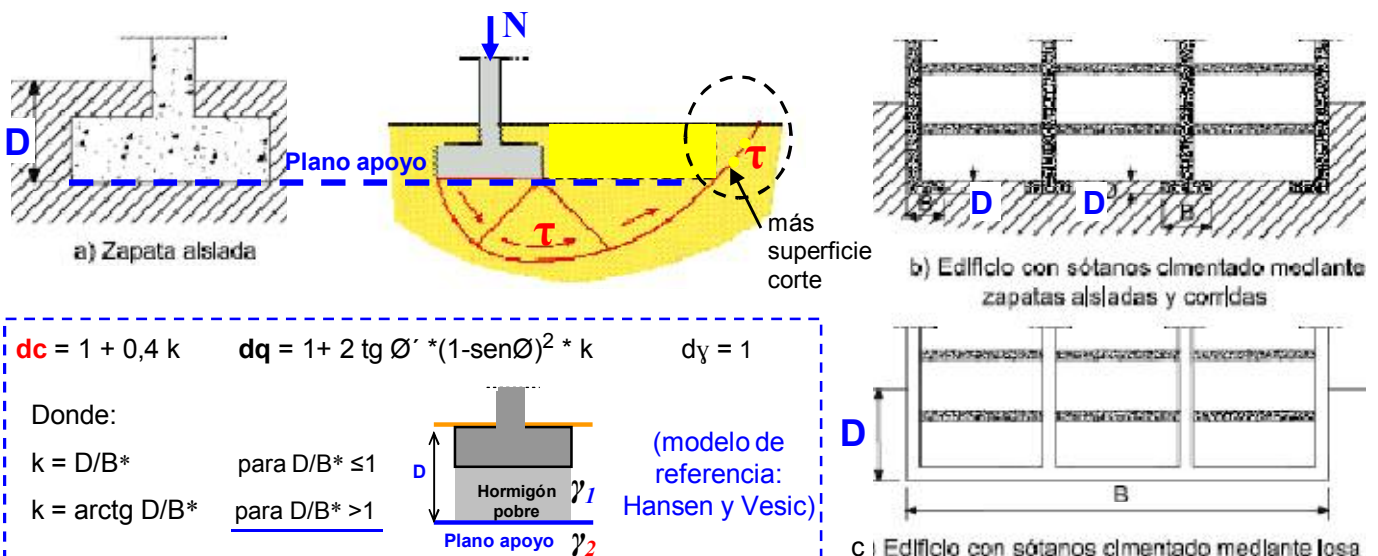 N
D
Plano apoyo
τ
τ
más
superficie
corte
a) Zapata aislada
D
D
B
B
b) Edificio con sótanos cimentado mediante
zapatas aisladas y corridas
dc = 1 + 0,4 k
dq = 1+ 2 tg Ø´ *(1-senØ)² * k
dɣ = 1
Donde:
k = D/B* para D/B* ≤1
k = arctg D/B* para D/B* >1
D
Hormigón
pobre
γ1
Plano apoyo
γ2
(modelo de
referencia:
Hansen y Vesic)
D
B
c) Edificio con sótanos cimentado mediante losa